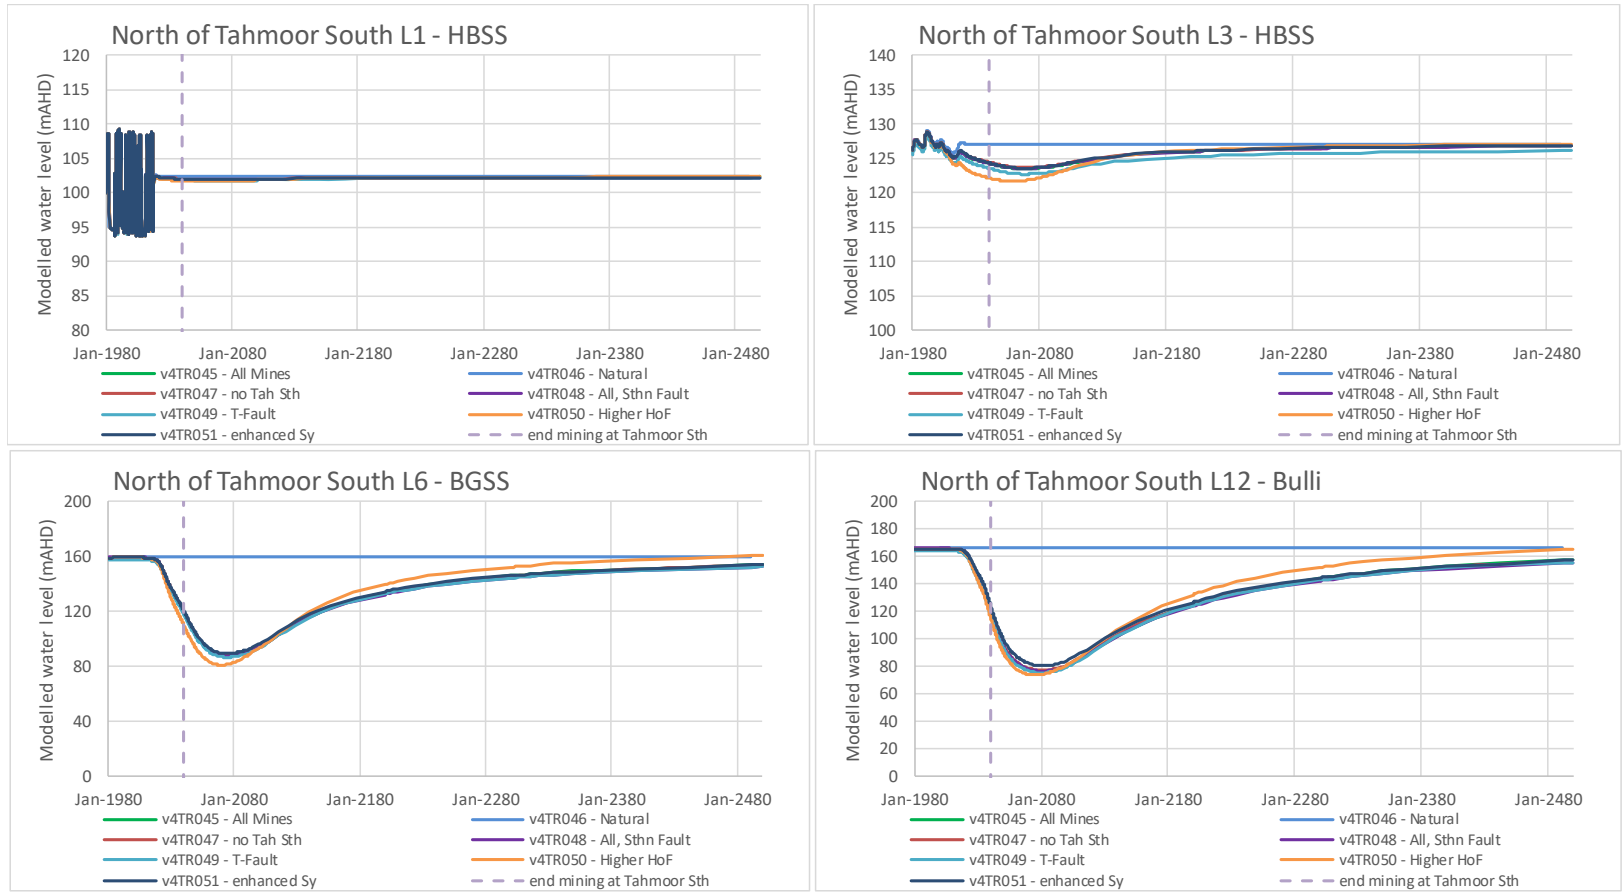 North of Tahmoor South L1 - HBSS
Modelled water level (mAHD)
120
115
110
105
100
95
90
85
80
Jan-1980 Jan-2080 Jan-2180 Jan-2280 Jan-2380 Jan-2480
v4TR045 - All Mines v4TR046 - Natural
v4TR047 - no Tah Sth v4TR048 - All, Sthn Fault
v4TR049 - T-Fault v4TR050 - Higher HoF
v4TR051 - enhanced Sy end mining at Tahmoor Sth
North of Tahmoor South L3 - HBSS
Modelled water level (mAHD)
140
135
130
125
120
115
110
105
100
Jan-1980 Jan-2080 Jan-2180 Jan-2280 Jan-2380 Jan-2480
v4TR045 - All Mines v4TR046 - Natural
v4TR047 - no Tah Sth v4TR048 - All, Sthn Fault
v4TR049 - T-Fault v4TR050 - Higher HoF
v4TR051 - enhanced Sy end mining at Tahmoor Sth
North of Tahmoor South L6 - BGSS
Modelled water level (mAHD)
200
160
120
80
40
0
Jan-1980 Jan-2080 Jan-2180 Jan-2280 Jan-2380 Jan-2480
v4TR045 - All Mines v4TR046 - Natural
v4TR047 - no Tah Sth v4TR048 - All, Sthn Fault
v4TR049 - T-Fault v4TR050 - Higher HoF
v4TR051 - enhanced Sy end mining at Tahmoor Sth
North of Tahmoor South L12 - Bulli
Modelled water level (mAHD)
200
180
160
140
120
100
80
60
40
20
0
Jan-1980 Jan-2080 Jan-2180 Jan-2280 Jan-2380 Jan-2480
v4TR045 - All Mines v4TR046 - Natural
v4TR047 - no Tah Sth v4TR048 - All, Sthn Fault
v4TR049 - T-Fault v4TR050 - Higher HoF
v4TR051 - enhanced Sy end mining at Tahmoor Sth